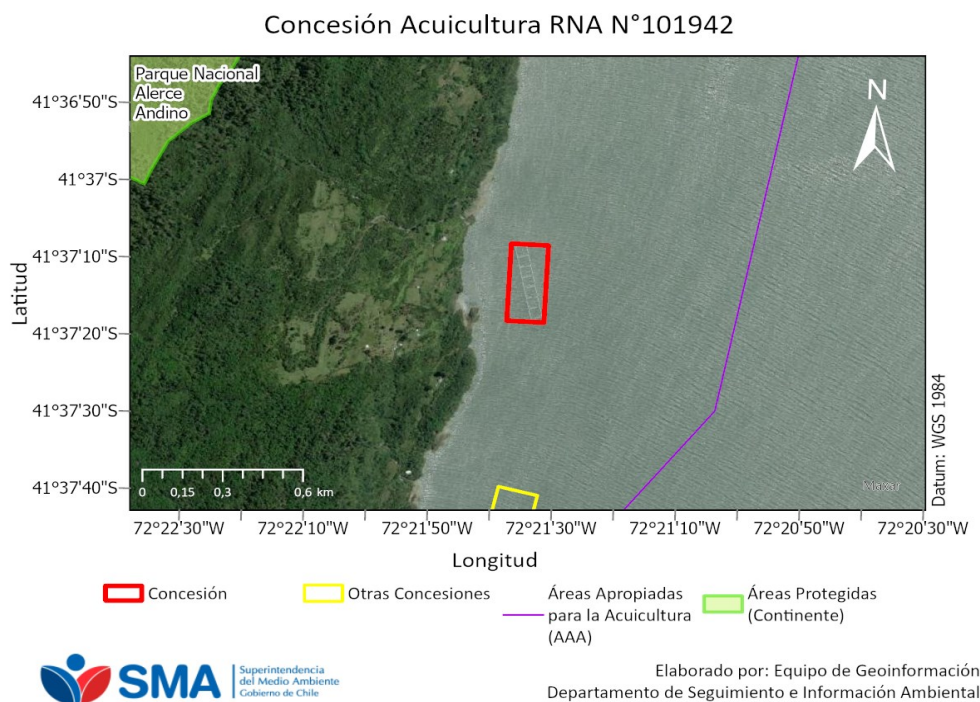 Concesión Acuicultura RNA N°101942
Parque Nacional
Alerce
Andino
N
Latitud
41°36'50"S
41°37'S
41°37'10"S
41°37'20"S
41°37'30"S
41°37'40"S
0 0,15 0,3 0,6 km
Maxar
Datum: WGS 1984
72°22'30"W 72°22'10"W 72°21'50"W 72°21'30"W 72°21'10"W 72°20'50"W 72°20'30"W
Longitud
Concesión
Otras Concesiones
Áreas Apropiadas
para la Acuicultura
(AAA)
Áreas Protegidas
(Continente)
SMA
Superintendencia
del Medio Ambiente
Gobierno de Chile
Elaborado por: Equipo de Geoinformación
Departamento de Seguimiento e Información Ambiental